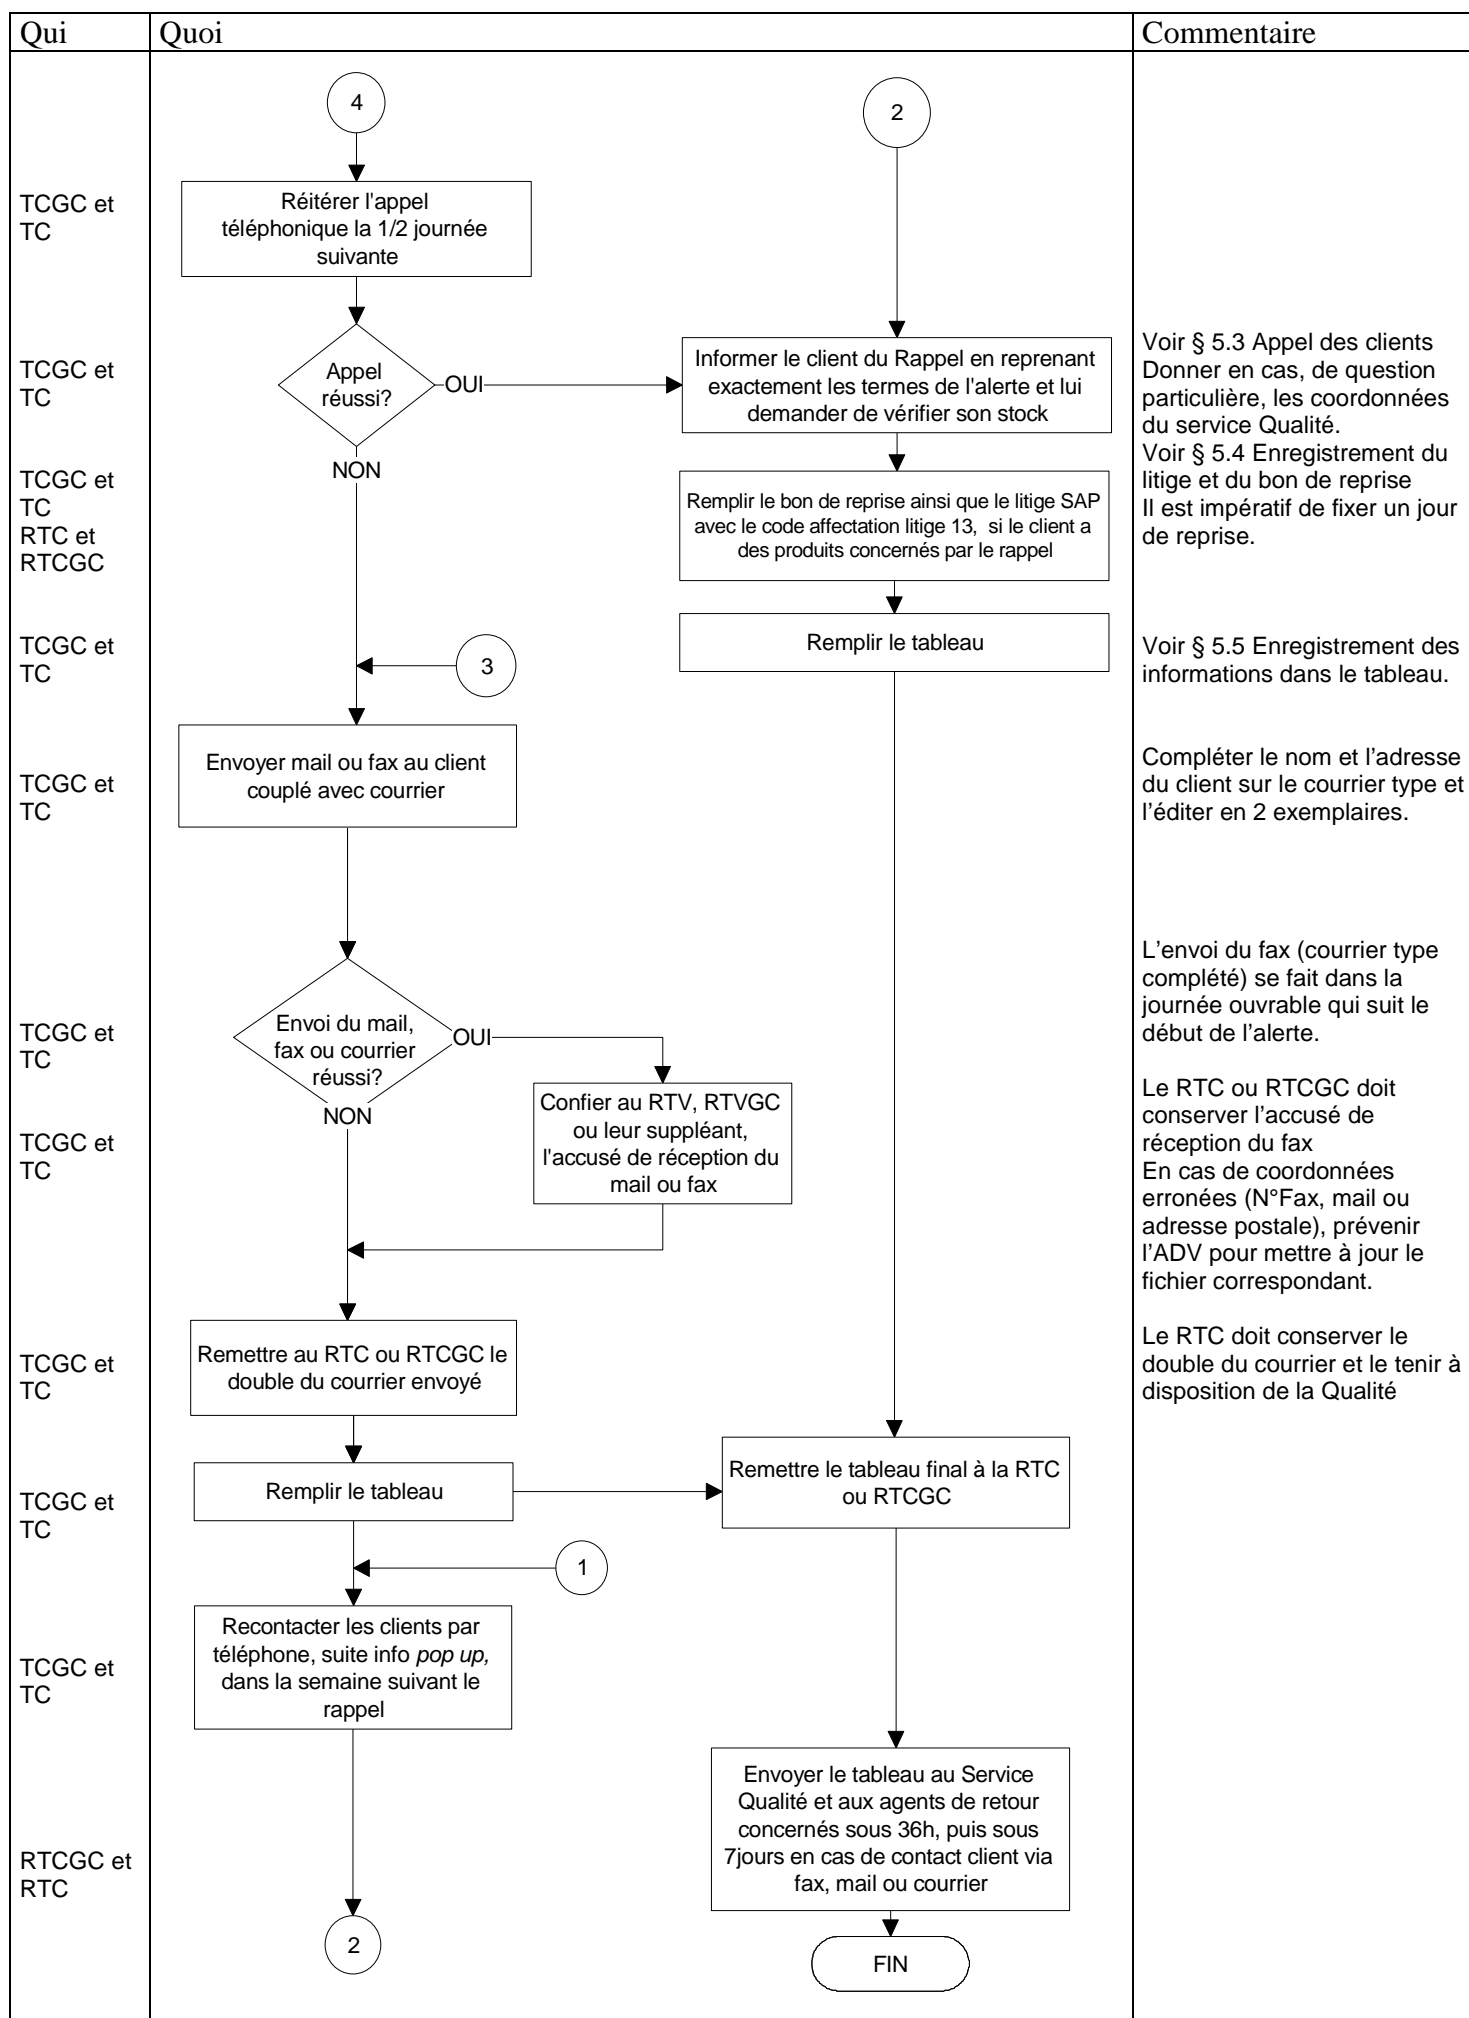 Qui
Quoi
Commentaire
4
2
TCGC et
TC
Réitérer l'appel
téléphonique la 1/2 journée
suivante
TCGC et
TC
Appel
réussi?
OUI
NON
Informer le client du Rappel en reprenant
exactement les termes de l'alerte et lui
demander de vérifier son stock
Voir § 5.3 Appel des clients
Donner en cas, de question
particulière, les coordonnées
du service Qualité.
Voir § 5.4 Enregistrement du
litige et du bon de reprise
Il est impératif de fixer un jour
de reprise.
TCGC et
TC
RTC et
RTCGC
Remplir le bon de reprise ainsi que le litige SAP
avec le code affectation litige 13, si le client a
des produits concernés par le rappel
TCGC et
TC
3
Remplir le tableau
Voir § 5.5 Enregistrement des
informations dans le tableau.
TCGC et
TC
Envoyer mail ou fax au client
couplé avec courrier
Compléter le nom et l'adresse
du client sur le courrier type et
l'éditer en 2 exemplaires.
TCGC et
TC
Envoi du mail,
fax ou courrier
réussi?
OUI
NON
L'envoi du fax (courrier type
complété) se fait dans la
journée ouvrable qui suit le
début de l'alerte.
TCGC et
TC
Confier au RTV, RTVGC
ou leur suppléant,
l'accusé de réception du
mail ou fax
Le RTC ou RTCGC doit
conserver l'accusé de
réception du fax
En cas de coordonnées
erronées (N°Fax, mail ou
adresse postale), prévenir
l'ADV pour mettre à jour le
fichier correspondant.
TCGC et
TC
Remettre au RTC ou RTCGC le
double du courrier envoyé
Le RTC doit conserver le
double du courrier et le tenir à
disposition de la Qualité
TCGC et
TC
Remplir le tableau
Remettre le tableau final à la RTC
ou RTCGC
1
TCGC et
TC
Recontacter les clients par
téléphone, suite info pop up,
dans la semaine suivant le
rappel
RTCGC et
RTC
Envoyer le tableau au Service
Qualité et aux agents de retour
concernés sous 36h, puis sous
7jours en cas de contact client via
fax, mail ou courrier
2
FIN